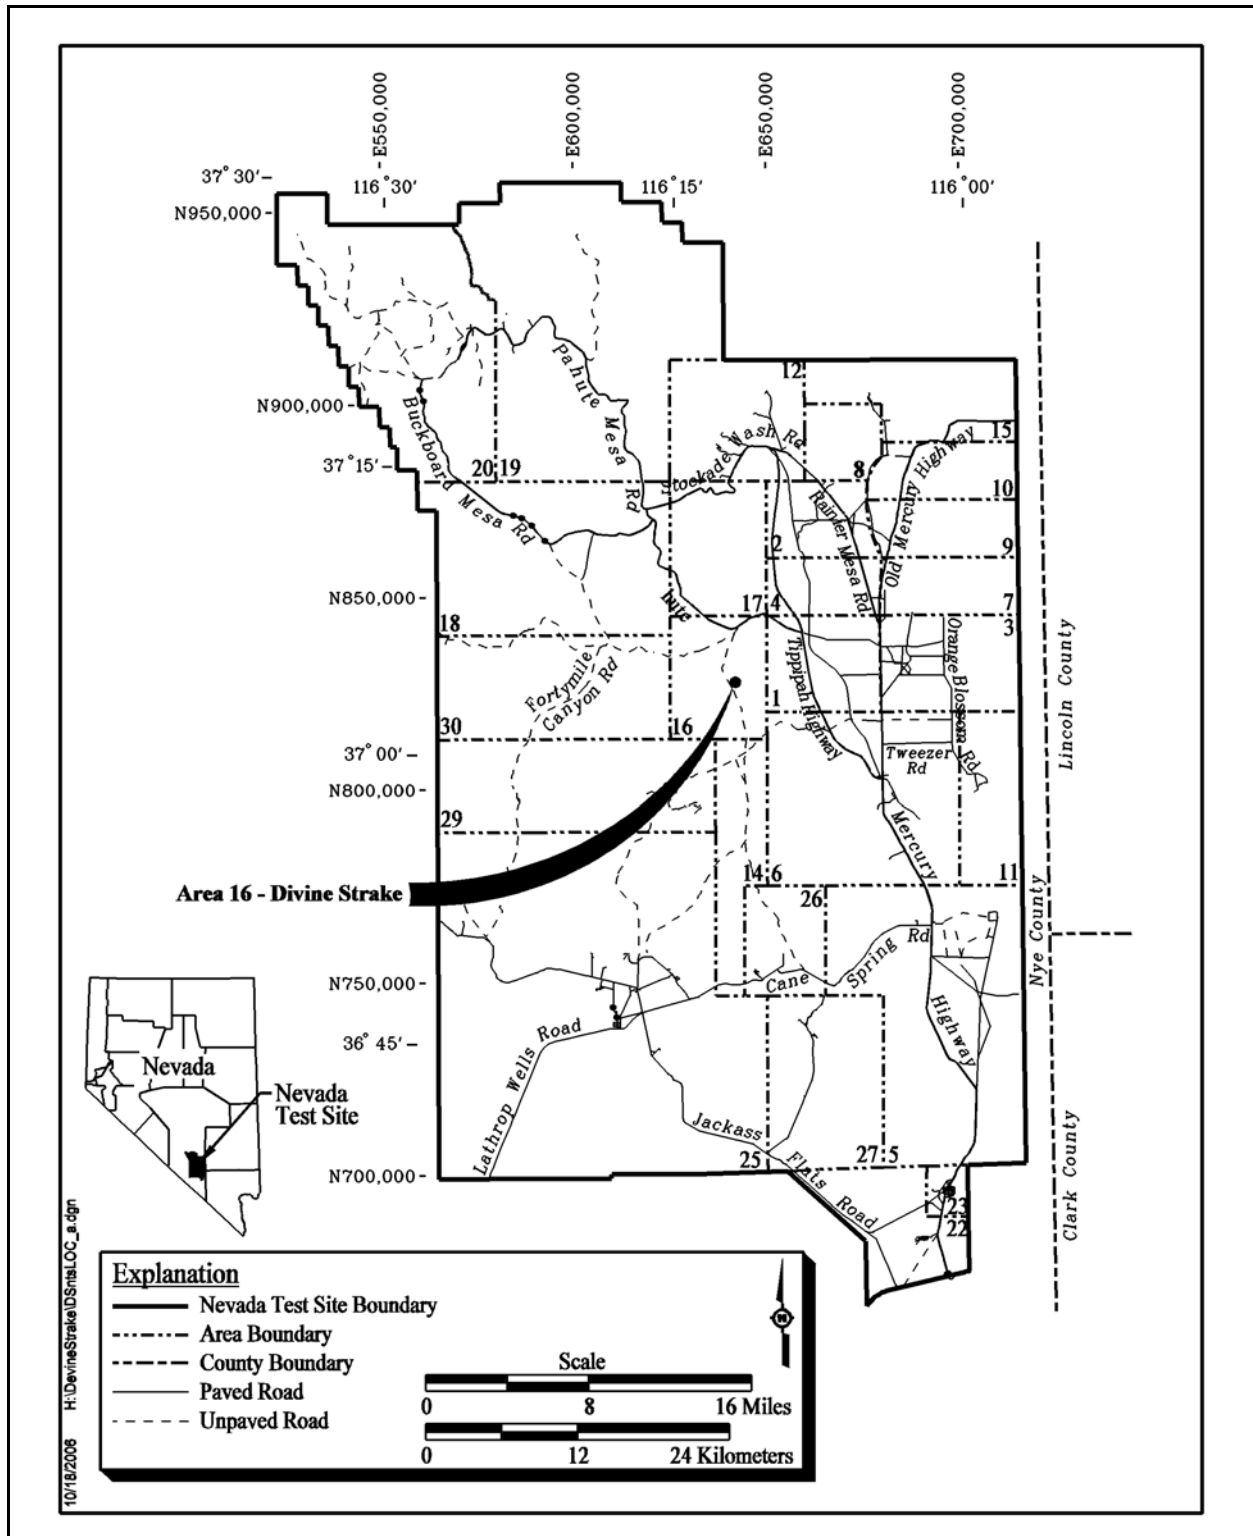 E550,000
E600,000
E650,000
E700,000
37° 30'
116° 30'
116° 15'
116° 00'
N950,000
12
Pahute Mesa Rd
N900,000
Buckboard Mesa Rd
Stockade Wash Rd
15
Old Mercury Highway
37° 15'
20
19
8
10
Rainier Mesa Rd
2
9
N850,000
17
4
7
18
3
Orange Blossom Rd
Tippipah Highway
Fortymile
Canyon Rd
Lincoln County
1
30
16
37° 00'
Tweezer
Rd
N800,000
29
Mercury
Highway
14
6
11
Area 16 - Divine Strake
26
Nye County
Cane Spring Rd
N750,000
Lathrop Wells Road
36° 45'
Nevada
Nevada
Test Site
Jackass Flats Road
Clark County
25
27
5
N700,000
23
22
H:\DevineStrake\DSntsLOC_a.dgn
10/18/2006
Explanation
Nevada Test Site Boundary
Area Boundary
County Boundary
Paved Road
Unpaved Road
N
Scale
0
8
16 Miles
0
12
24 Kilometers